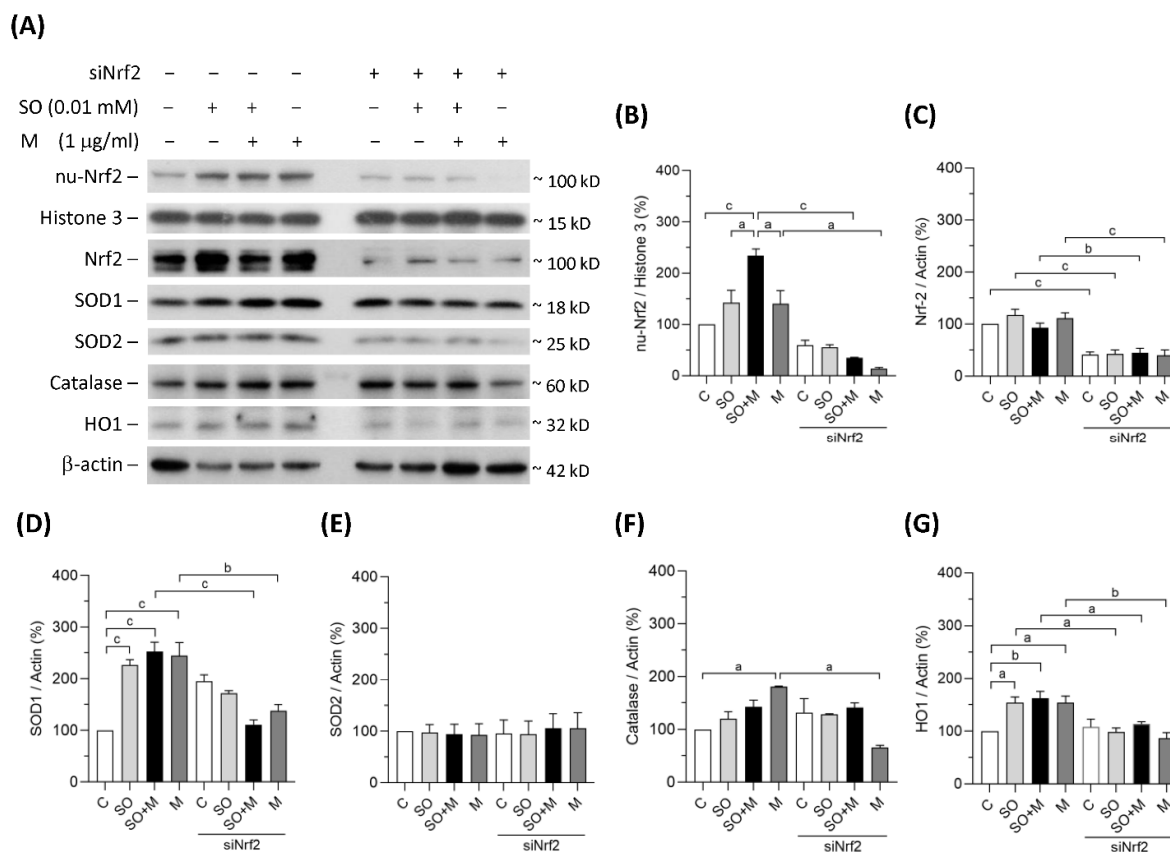 (A)
siNrf2 – – – – + + + +
SO (0.01 mM) – + + – – + + –
M (1 μg/ml) – – + + – – + +
nu-Nrf2 – ~ 100 kD
Histone 3 – ~ 15 kD
Nrf2 – ~ 100 kD
SOD1 – ~ 18 kD
SOD2 – ~ 25 kD
Catalase – ~ 60 kD
HO1 – ~ 32 kD
β-actin – ~ 42 kD
(B)
nu-Nrf2 / Histone 3 (%)
400
300
200
100
0
c c
a a a
C SO SO+M M C SO SO+M M
siNrf2
(C)
Nrf-2 / Actin (%)
400
300
200
100
0
c
b
c
c
C SO SO+M M C SO SO+M M
siNrf2
(D)
SOD1 / Actin (%)
400
300
200
100
0
b
c
c
c
c
C SO SO+M M C SO SO+M M
siNrf2
(E)
SOD2 / Actin (%)
400
300
200
100
0
C SO SO+M M C SO SO+M M
siNrf2
(F)
Catalase / Actin (%)
400
300
200
100
0
a a
C SO SO+M M C SO SO+M M
siNrf2
(G)
HO1 / Actin (%)
400
300
200
100
0
b
a
a
a
b
a
C SO SO+M M C SO SO+M M
siNrf2